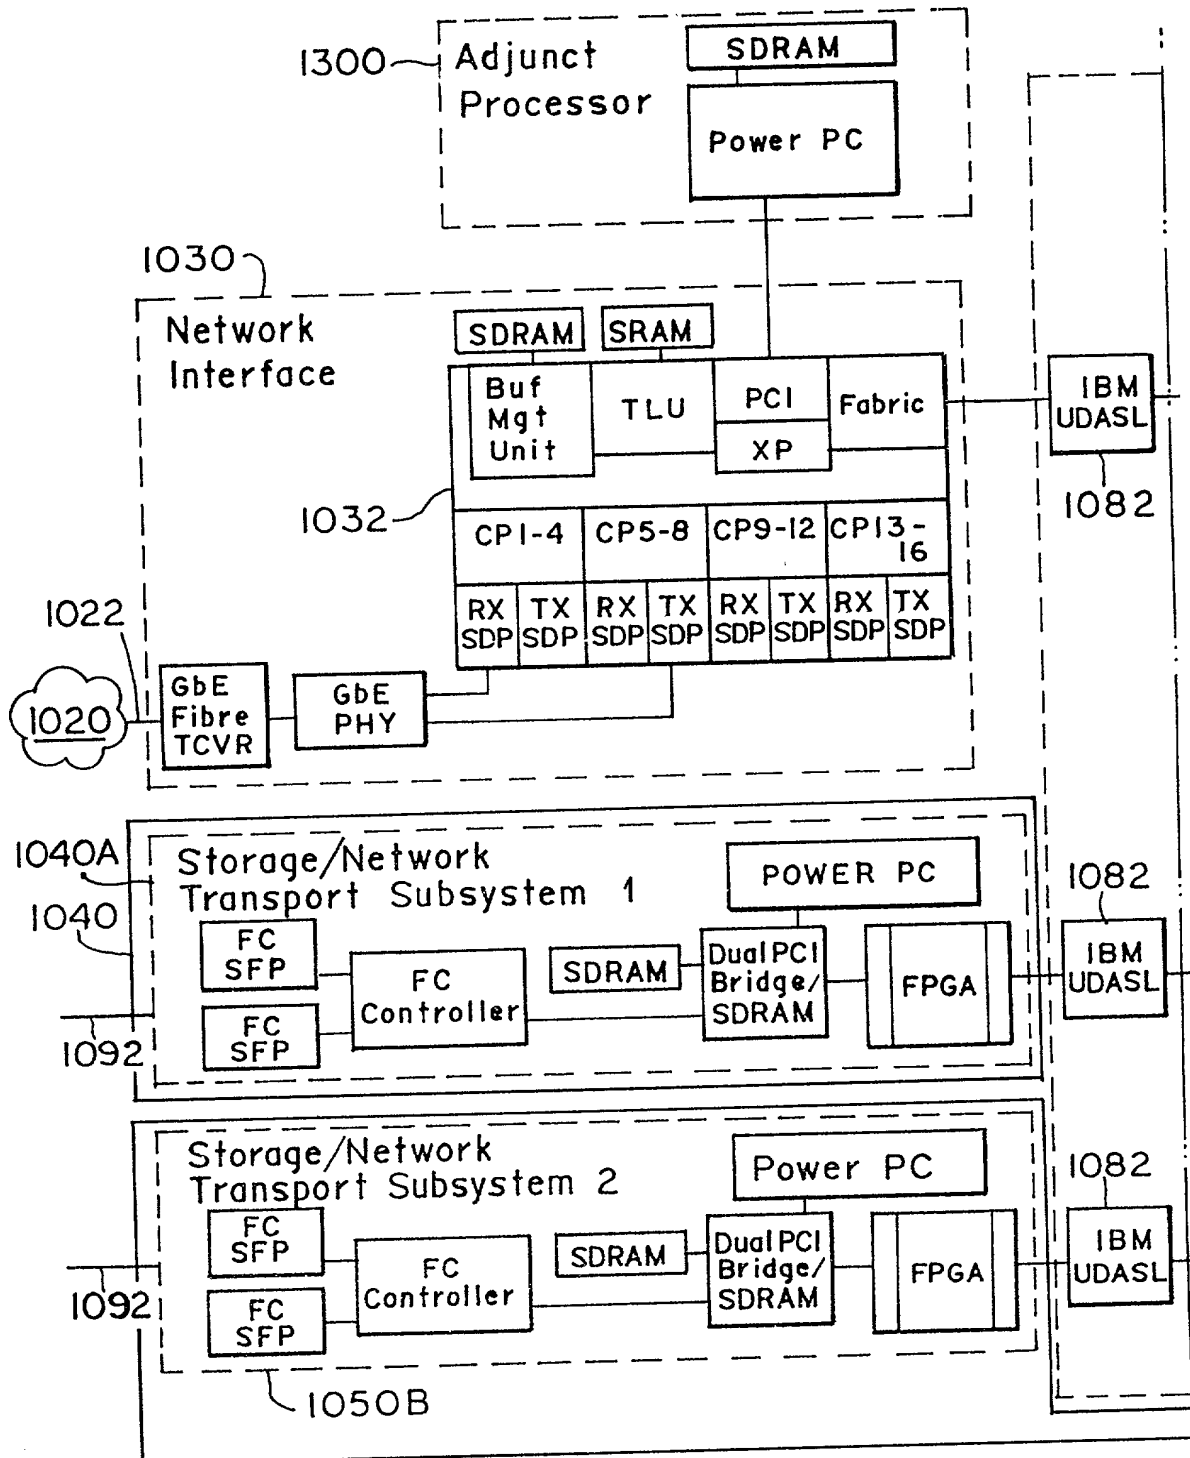 1300
Adjunct
Processor
SDRAM
Power PC
1030
Network
Interface
SDRAM
SRAM
Buf
Mgt
Unit
TLU
PCI
XP
Fabric
IBM
UDASL
1082
1032
CP1-4
CP5-8
CP9-12
CP13-
16
RX
SDP
TX
SDP
RX
SDP
TX
SDP
RX
SDP
TX
SDP
RX
SDP
TX
SDP
1022
1020
GbE
Fibre
TCVR
GbE
PHY
1040A
1040
Storage/Network
Transport Subsystem 1
POWER PC
FC
SFP
FC
SFP
FC
Controller
SDRAM
Dual PCI
Bridge/
SDRAM
FPGA
1082
IBM
UDASL
1092
Storage/Network
Transport Subsystem 2
Power PC
FC
SFP
FC
SFP
FC
Controller
SDRAM
Dual PCI
Bridge/
SDRAM
FPGA
1082
IBM
UDASL
1092
1050B